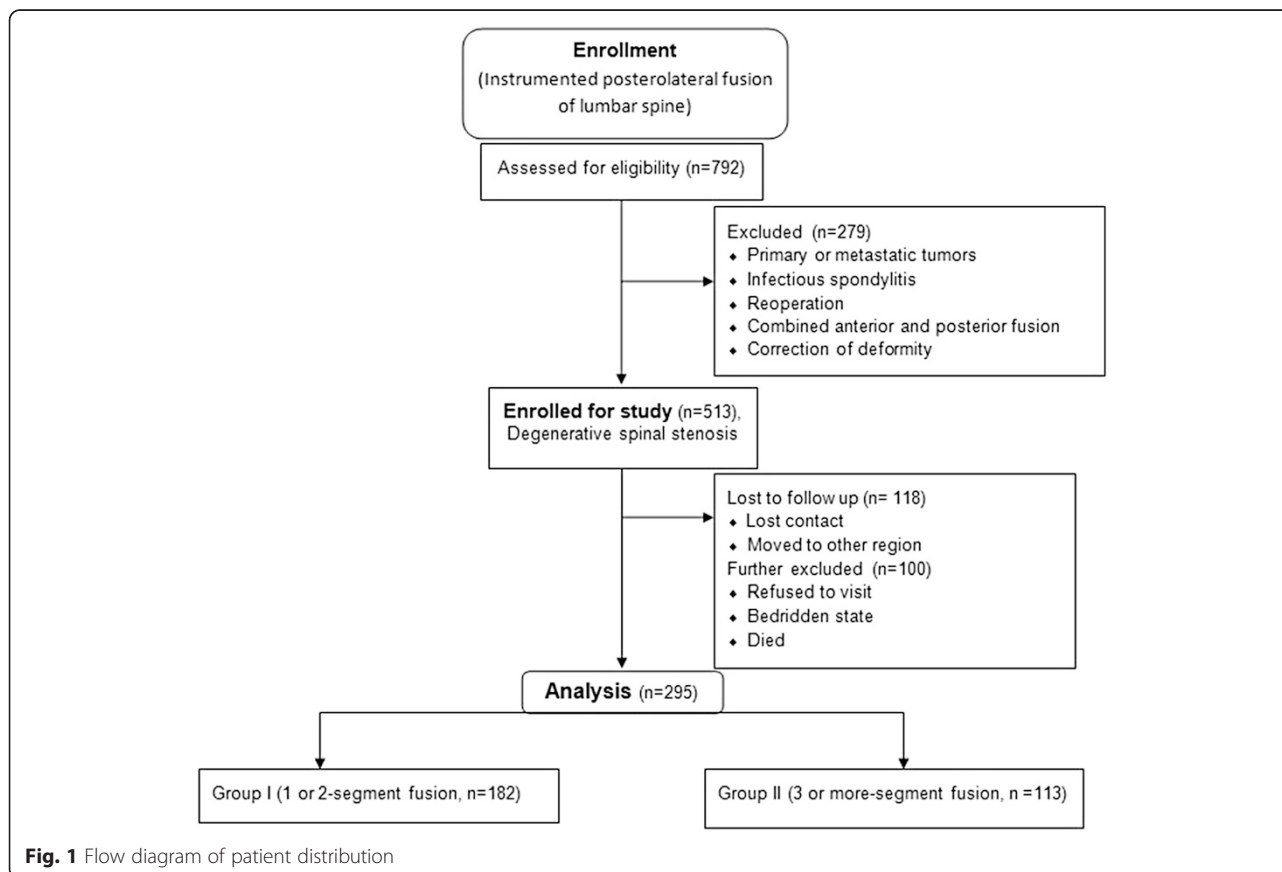 Enrollment
(Instrumented posterolateral fusion
of lumbar spine)
Assessed for eligibility (n=792)
Excluded (n=279)
◆ Primary or metastatic tumors
◆ Infectious spondylitis
◆ Reoperation
◆ Combined anterior and posterior fusion
◆ Correction of deformity
Enrolled for study (n=513),
Degenerative spinal stenosis
Lost to follow up (n= 118)
◆ Lost contact
◆ Moved to other region
Further excluded (n=100)
◆ Refused to visit
◆ Bedridden state
◆ Died
Analysis (n=295)
Group I (1 or 2-segment fusion, n=182)
Group II (3 or more-segment fusion, n =113)
Fig. 1 Flow diagram of patient distribution